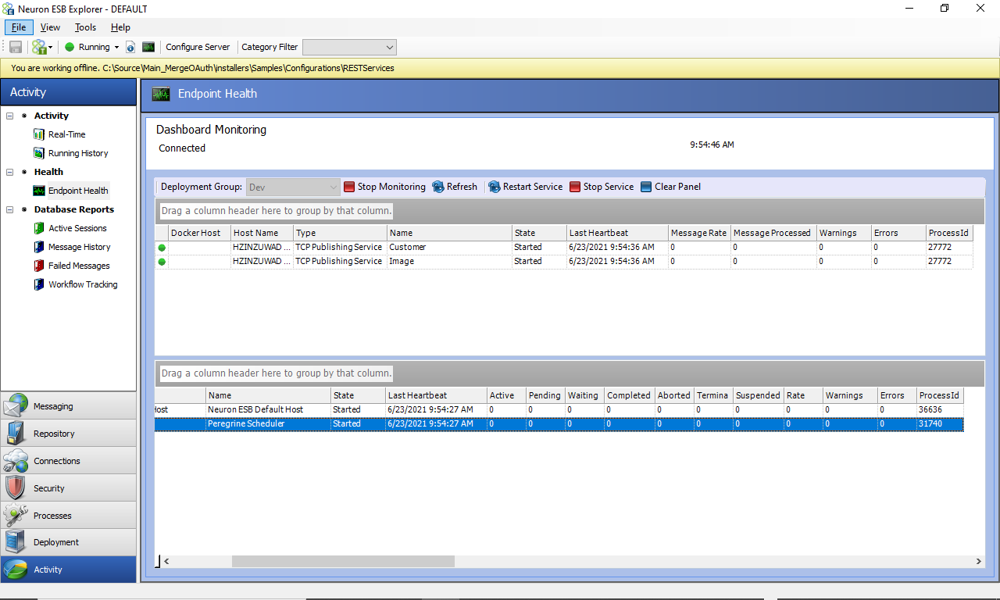 Neuron ESB Explorer - DEFAULT
File View Tools Help
Running Configure Server Category Filter
You are working offline. C:\Source\Main_MergeOAuth\installers\Samples\Configurations\RESTServices
Activity
Activity
Real-Time
Running History
Health
Endpoint Health
Database Reports
Active Sessions
Message History
Failed Messages
Workflow Tracking
Messaging
Repository
Connections
Security
Processes
Deployment
Activity
Endpoint Health
Dashboard Monitoring
Connected 9:54:46 AM
Deployment Group: Dev Stop Monitoring Refresh Restart Service Stop Service Clear Panel
Drag a column header here to group by that column.
Docker Host Host Name Type Name State Last Heartbeat Message Rate Message Processed Warnings Errors ProcessId
HZINZUWAD ... TCP Publishing Service Customer Started 6/23/2021 9:54:36 AM 0 0 0 0 27772
HZINZUWAD ... TCP Publishing Service Image Started 6/23/2021 9:54:36 AM 0 0 0 0 27772
Drag a column header here to group by that column.
Name State Last Heartbeat Active Pending Waiting Completed Aborted Termina Suspended Rate Warnings Errors ProcessId
Host Neuron ESB Default Host Started 6/23/2021 9:54:27 AM 0 0 0 0 0 0 0 0 0 0 36636
Peregrine Scheduler Started 6/23/2021 9:54:27 AM 0 0 0 0 0 0 0 0 0 0 31740